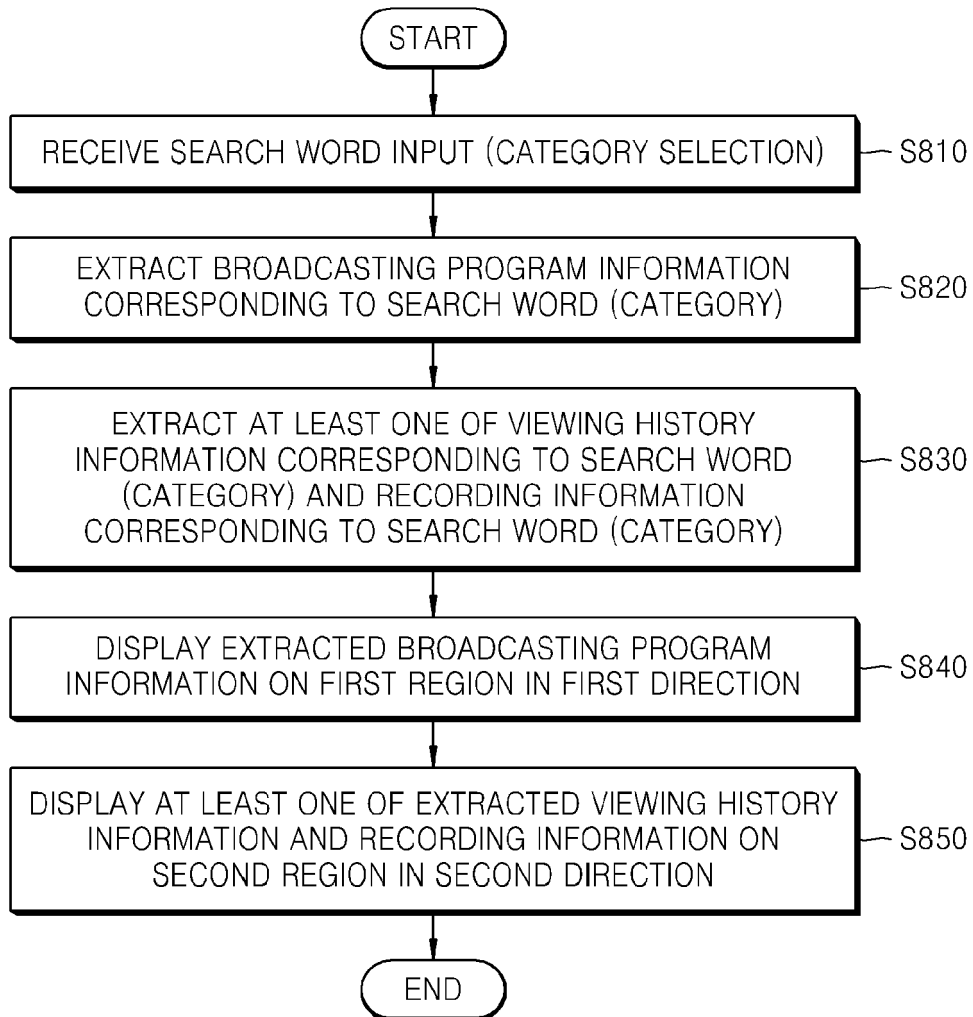 START
RECEIVE SEARCH WORD INPUT (CATEGORY SELECTION)
S810
EXTRACT BROADCASTING PROGRAM INFORMATION
CORRESPONDING TO SEARCH WORD (CATEGORY)
S820
EXTRACT AT LEAST ONE OF VIEWING HISTORY
INFORMATION CORRESPONDING TO SEARCH WORD
(CATEGORY) AND RECORDING INFORMATION
CORRESPONDING TO SEARCH WORD (CATEGORY)
S830
DISPLAY EXTRACTED BROADCASTING PROGRAM
INFORMATION ON FIRST REGION IN FIRST DIRECTION
S840
DISPLAY AT LEAST ONE OF EXTRACTED VIEWING HISTORY
INFORMATION AND RECORDING INFORMATION ON
SECOND REGION IN SECOND DIRECTION
S850
END